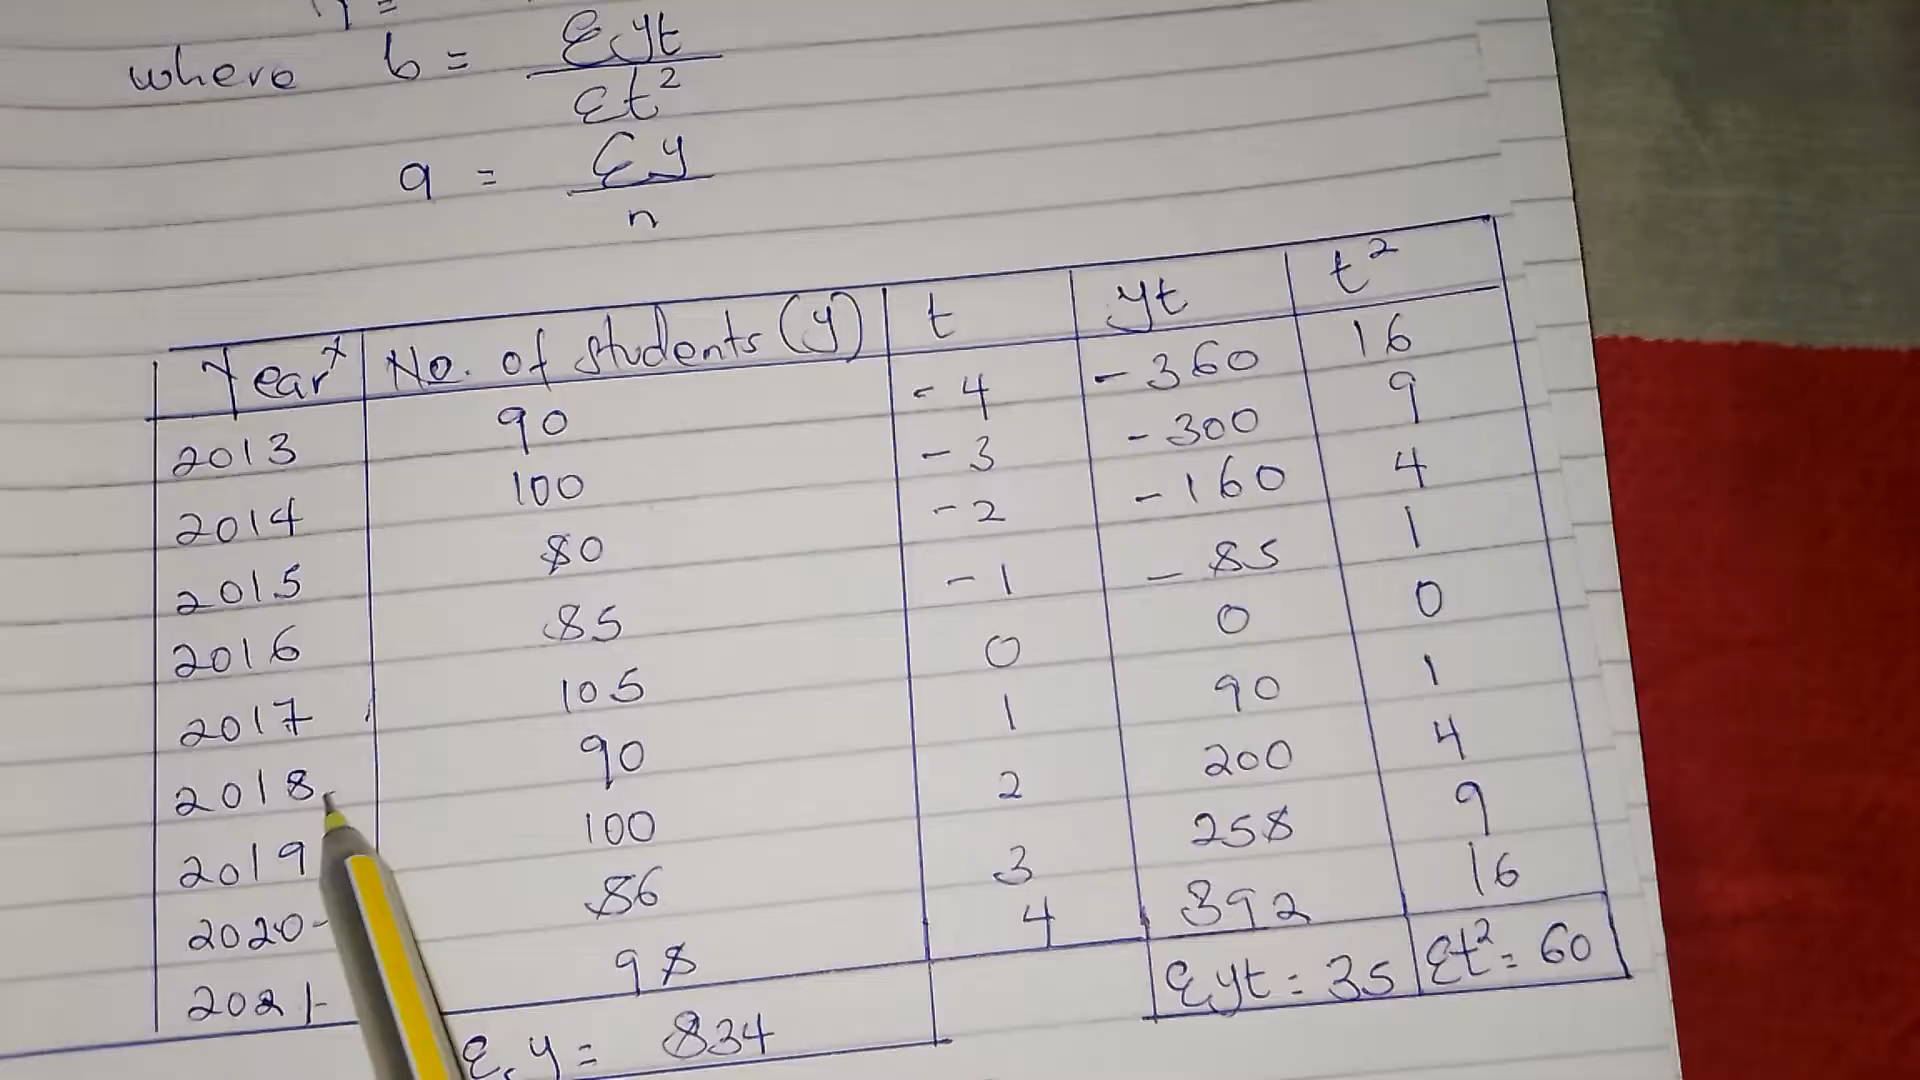 where b = Σyt
Σt²
a = Σy
n
Year x No. of students (y) t yt t²
2013 90 -4 -360 16
2014 100 -3 -300 9
2015 80 -2 -160 4
2016 85 -1 -85 1
2017 105 0 0 0
2018 90 1 90 1
2019 100 2 200 4
2020 86 3 258 9
2021 98 4 392 16
Σy = 834 Σyt = 35 Σt² = 60